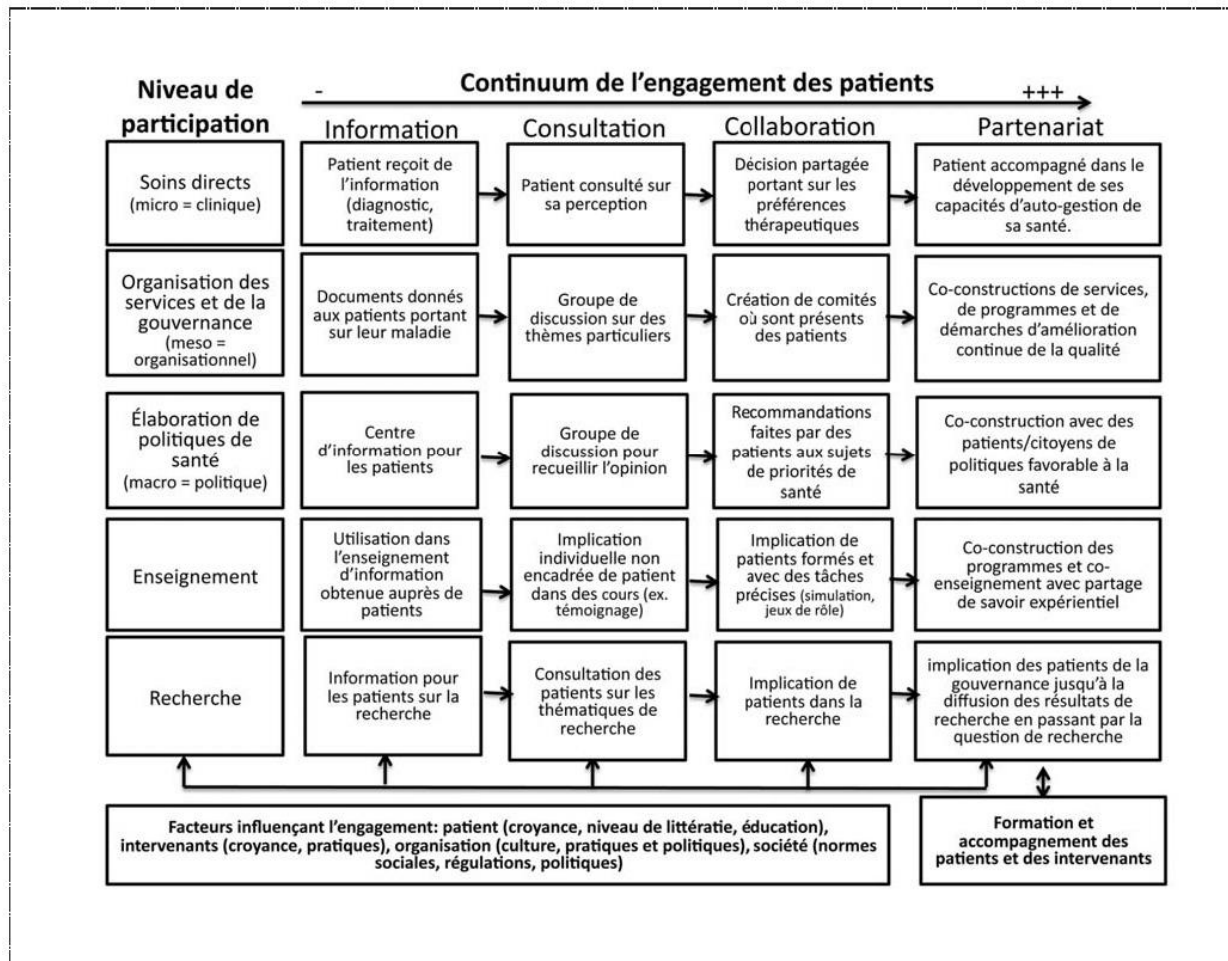 Niveau de
participation
Continuum de l'engagement des patients
-
+++
Information
Consultation
Collaboration
Partenariat
Soins directs
(micro = clinique)
Patient reçoit de
l'information
(diagnostic,
traitement)
Patient consulté sur
sa perception
Décision partagée
portant sur les
préférences
thérapeutiques
Patient accompagné dans le
développement de ses
capacités d'auto-gestion de
sa santé.
Organisation des
services et de la
gouvernance
(meso =
organisationnel)
Documents donnés
aux patients portant
sur leur maladie
Groupe de
discussion sur des
thèmes particuliers
Création de comités
où sont présents
des patients
Co-constructions de services,
de programmes et de
démarches d'amélioration
continue de la qualité
Élaboration de
politiques de
santé
(macro = politique)
Centre
d'information pour
les patients
Groupe de
discussion pour
recueillir l'opinion
Recommandations
faites par des
patients aux sujets
de priorités de
santé
Co-construction avec des
patients/citoyens de
politiques favorable à la
santé
Enseignement
Utilisation dans
l'enseignement
d'information
obtenue auprès de
patients
Implication
individuelle non
encadrée de patient
dans des cours (ex.
témoignage)
Implication de
patients formés et
avec des tâches
précises (simulation,
jeux de rôle)
Co-construction des
programmes et co-
enseignement avec partage
de savoir expérientiel
Recherche
Information pour
les patients sur la
recherche
Consultation des
patients sur les
thématiques de
recherche
Implication de
patients dans la
recherche
implication des patients de la
gouvernance jusqu'à la
diffusion des résultats de
recherche en passant par la
question de recherche
Facteurs influençant l'engagement: patient (croyance, niveau de littératie, éducation),
intervenants (croyance, pratiques), organisation (culture, pratiques et politiques), société (normes
sociales, régulations, politiques)
Formation et
accompagnement des
patients et des intervenants